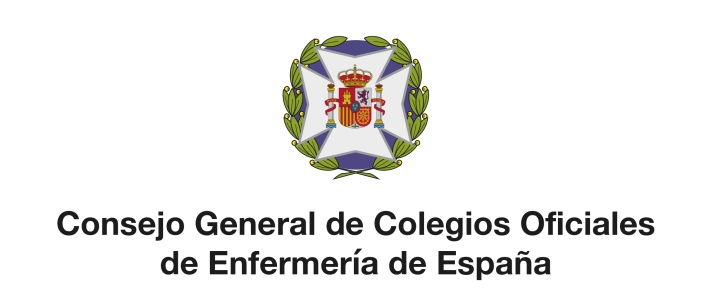 Consejo General de Colegios Oficiales
de Enfermería de España